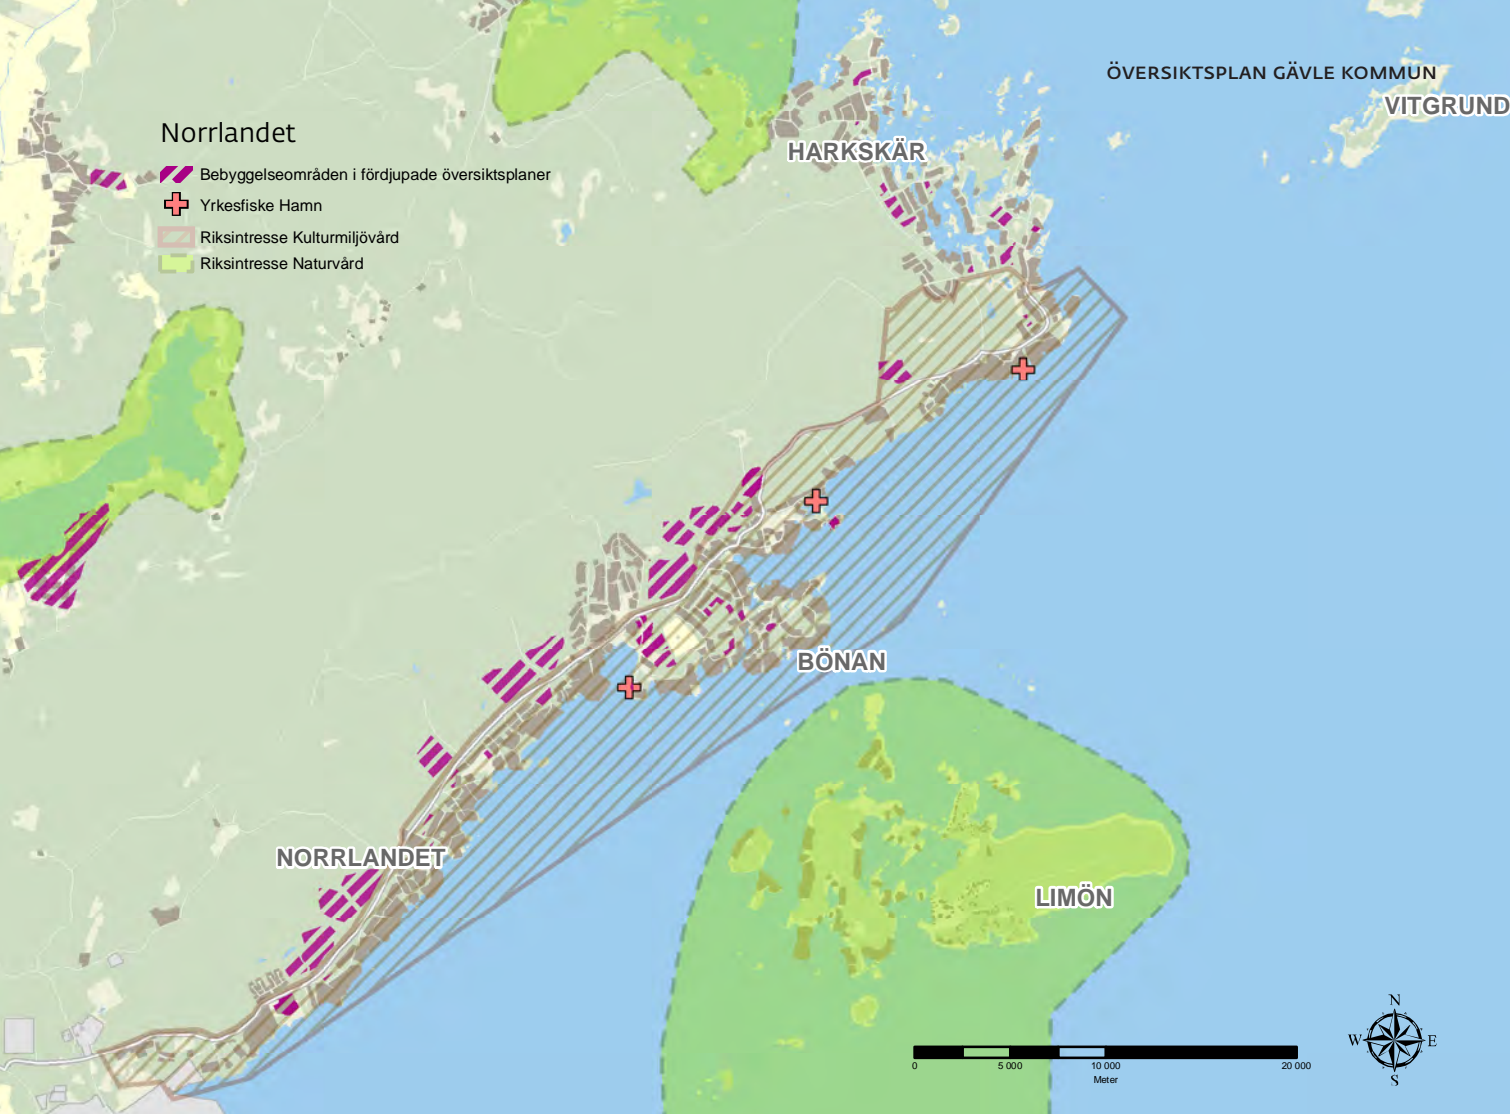 ÖVERSIKTSPLAN GÄVLE KOMMUN
VITGRUND
Norrlandet
HARKSKÄR
Bebyggelseområden i fördjupade översiktsplaner
Yrkesfiske Hamn
Riksintresse Kulturmiljövård
Riksintresse Naturvård
BÖNAN
NORRLANDET
LIMÖN
N
W E
S
0 5 000 10 000 20 000
Meter